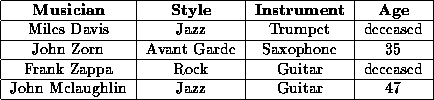 Musician Style Instrument Age
Miles Davis Jazz Trumpet deceased
John Zorn Avant Garde Saxophone 35
Frank Zappa Rock Guitar deceased
John Mclaughlin Jazz Guitar 47